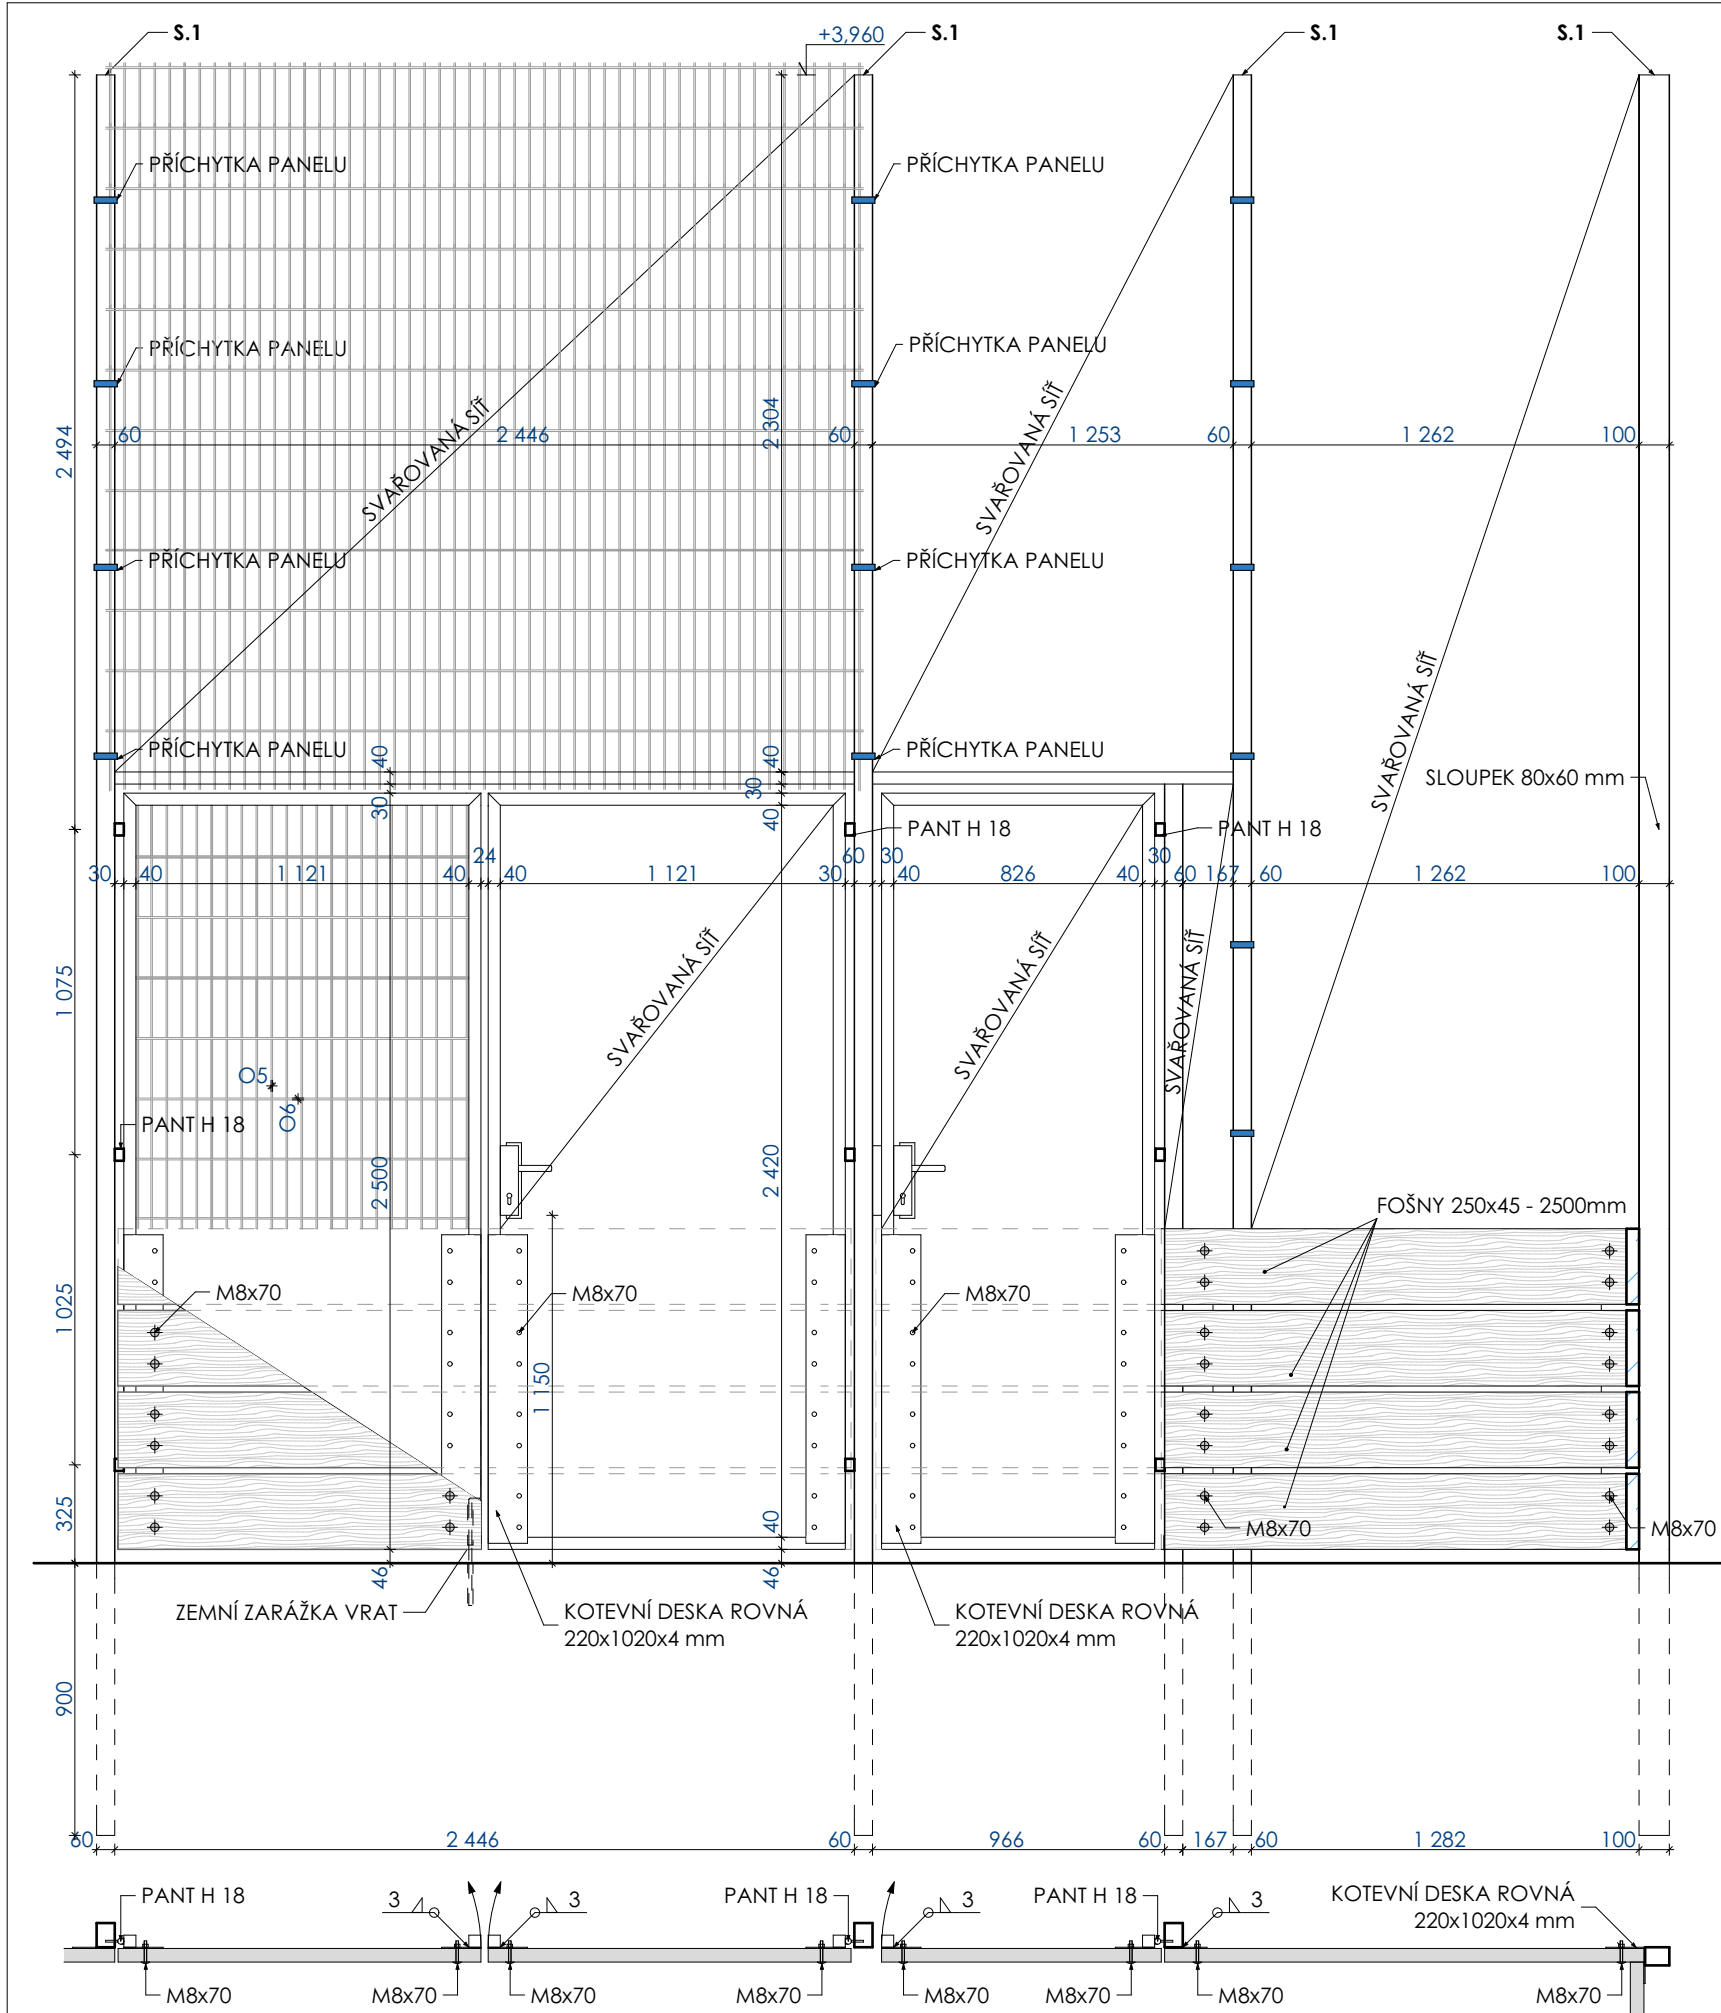 S.1
+3,960
S.1
S.1
S.1
PŘÍCHYTKA PANELU
PŘÍCHYTKA PANELU
PŘÍCHYTKA PANELU
PŘÍCHYTKA PANELU
SVAŘOVANÁ SÍŤ
SVAŘOVANÁ SÍŤ
2 494
60
2 446
2 304
60
1 253
60
1 262
100
PŘÍCHYTKA PANELU
PŘÍCHYTKA PANELU
SVAŘOVANÁ SÍŤ
PŘÍCHYTKA PANELU
40
40
PŘÍCHYTKA PANELU
SLOUPEK 80x60 mm
30
30
40
PANT H 18
PANT H 18
30
40
1 121
40
24
40
1 121
30
60
30
40
826
40
30
60
167
60
1 262
100
1 075
SVAŘOVANÁ SÍŤ
SVAŘOVANÁ SÍŤ
SVAŘOVANÁ SÍŤ
O5
O6
PANT H 18
2 500
2 420
FOŠNY 250x45 - 2500mm
1 025
M8x70
M8x70
M8x70
1 150
325
40
M8x70
M8x70
46
46
ZEMNÍ ZARÁŽKA VRAT
KOTEVNÍ DESKA ROVNÁ
220x1020x4 mm
KOTEVNÍ DESKA ROVNÁ
220x1020x4 mm
900
60
2 446
60
966
60
167
60
1 282
100
PANT H 18
3
3
PANT H 18
3
PANT H 18
3
KOTEVNÍ DESKA ROVNÁ
220x1020x4 mm
M8x70
M8x70
M8x70
M8x70
M8x70
M8x70
M8x70
M8x70